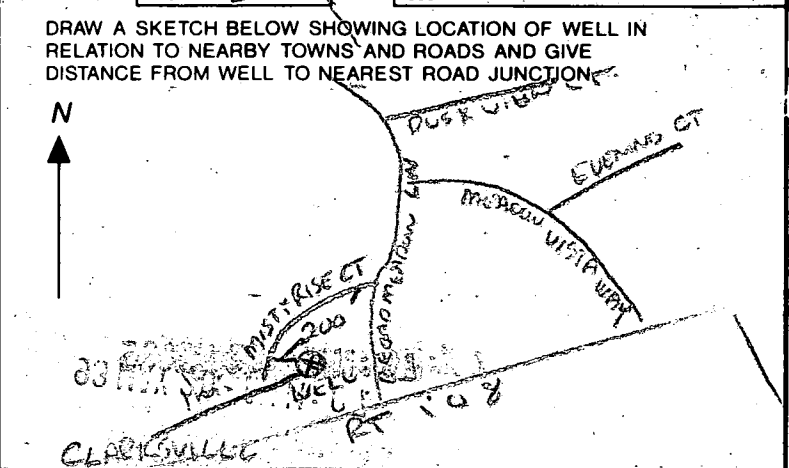 DRAW A SKETCH BELOW SHOWING LOCATION OF WELL IN
RELATION TO NEARBY TOWNS AND ROADS AND GIVE
DISTANCE FROM WELL TO NEAREST ROAD JUNCTION
N
DUSK VIEW CT
EVENING CT
MEADOW VISTA WAY
MISTY RISE CT
200
WELL
RT 108
CLARKSVILLE